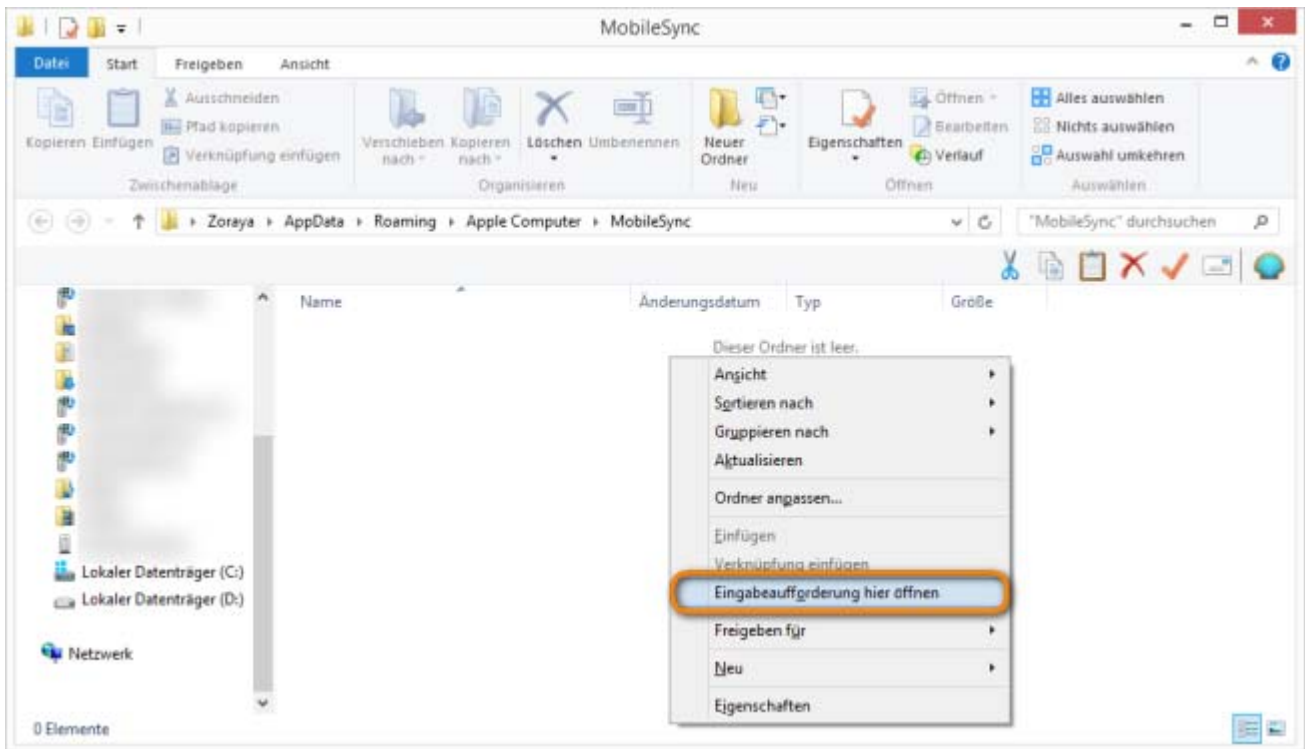 MobileSync
Datei Start Freigeben Ansicht
Kopieren
Einfügen
Ausschneiden
Pfad kopieren
Verknüpfung einfügen
Zwischenablage
Verschieben nach
Kopieren nach
Löschen
Umbenennen
Organisieren
Neuer Ordner
Neu
Eigenschaften
Öffnen
Bearbeiten
Verlauf
Öffnen
Alles auswählen
Nichts auswählen
Auswahl umkehren
Auswählen
Zoraya AppData Roaming Apple Computer MobileSync
"MobileSync" durchsuchen
Name Änderungsdatum Typ Größe
Dieser Ordner ist leer.
Lokaler Datenträger (C:)
Lokaler Datenträger (D:)
Netzwerk
Ansicht
Sortieren nach
Gruppieren nach
Aktualisieren
Ordner anpassen...
Einfügen
Verknüpfung einfügen
Eingabeaufforderung hier öffnen
Freigeben für
Neu
Eigenschaften
0 Elemente